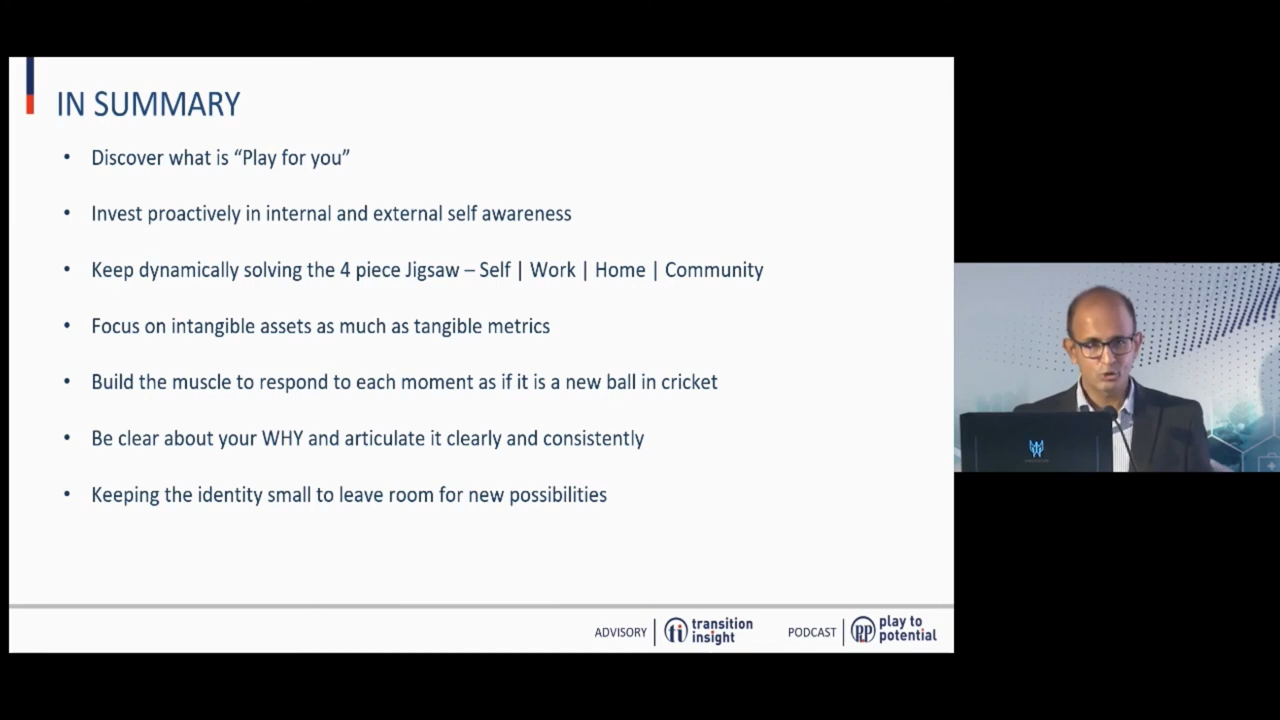 IN SUMMARY
• Discover what is “Play for you”
• Invest proactively in internal and external self awareness
• Keep dynamically solving the 4 piece Jigsaw – Self | Work | Home | Community
• Focus on intangible assets as much as tangible metrics
• Build the muscle to respond to each moment as if it is a new ball in cricket
• Be clear about your WHY and articulate it clearly and consistently
• Keeping the identity small to leave room for new possibilities
ADVISORY | ti transition insight PODCAST | PP play to potential